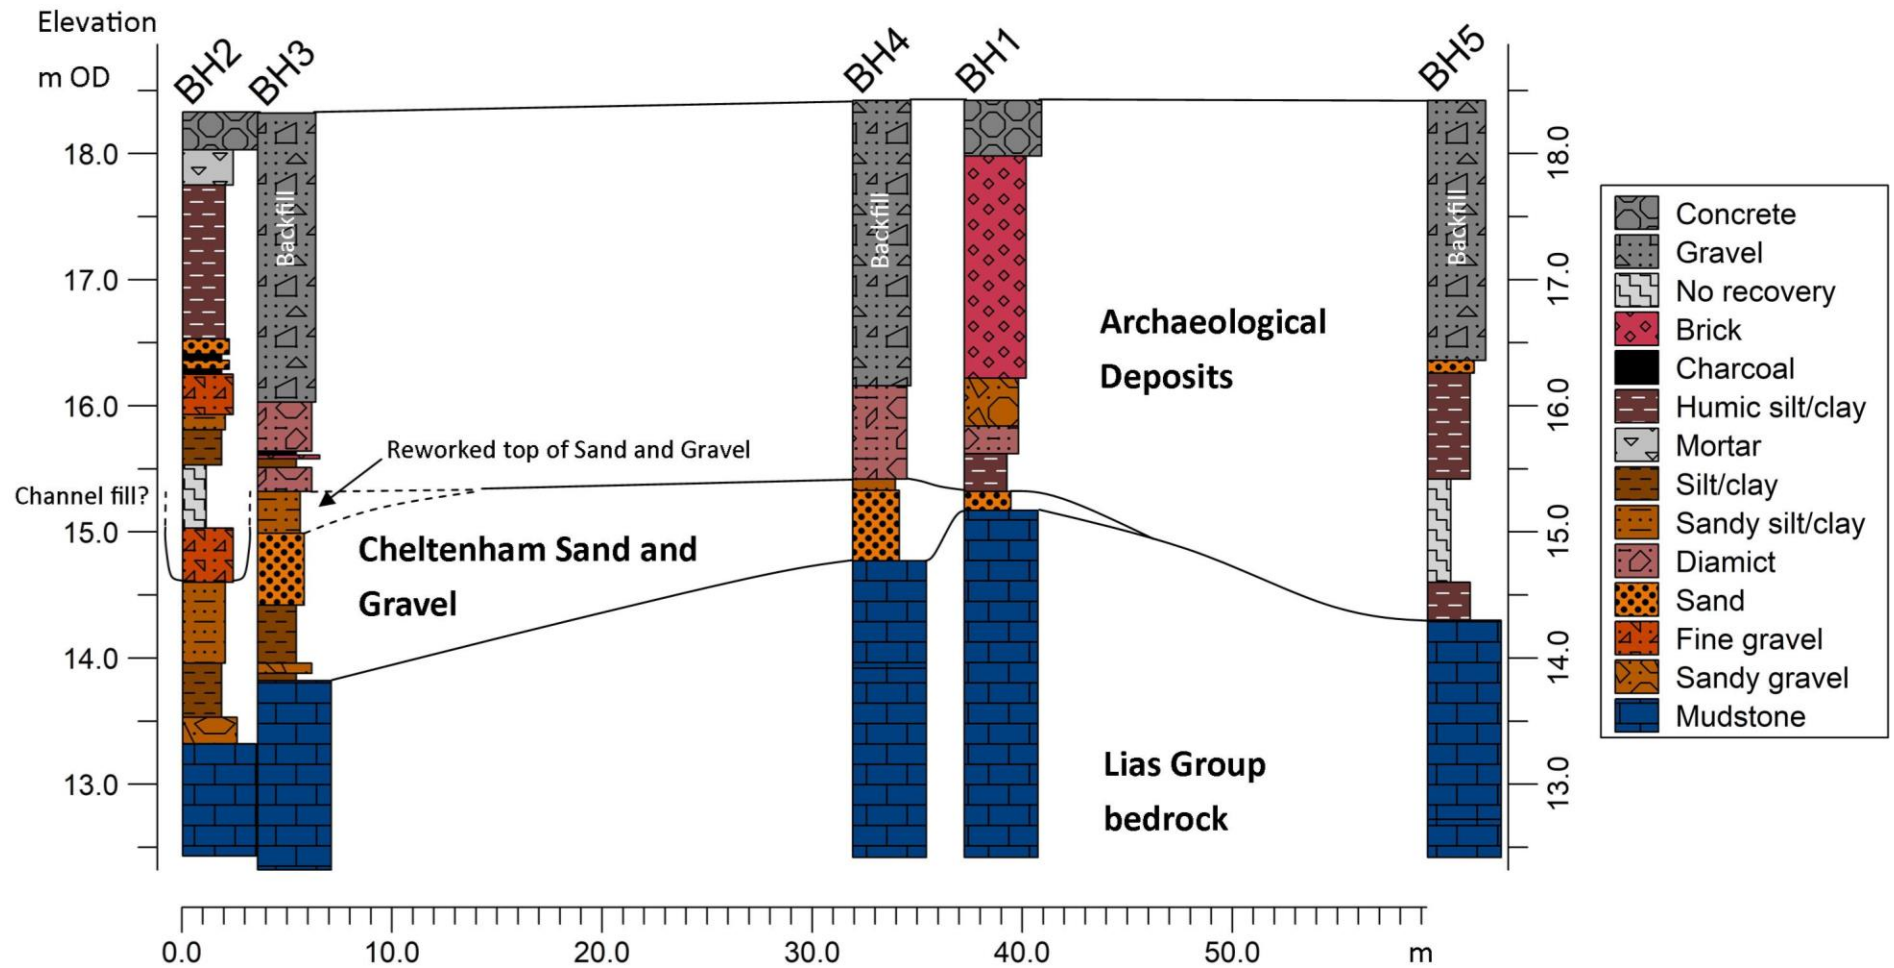 Elevation
m OD
BH2
BH3
BH4
BH1
BH5
18.0
17.0
16.0
15.0
14.0
13.0
Backfill
Backfill
Backfill
Archaeological
Deposits
Reworked top of Sand and Gravel
Channel fill?
Cheltenham Sand and
Gravel
Lias Group
bedrock
18.0
17.0
16.0
15.0
14.0
13.0
Concrete
Gravel
No recovery
Brick
Charcoal
Humic silt/clay
Mortar
Silt/clay
Sandy silt/clay
Diamict
Sand
Fine gravel
Sandy gravel
Mudstone
0.0 10.0 20.0 30.0 40.0 50.0 m